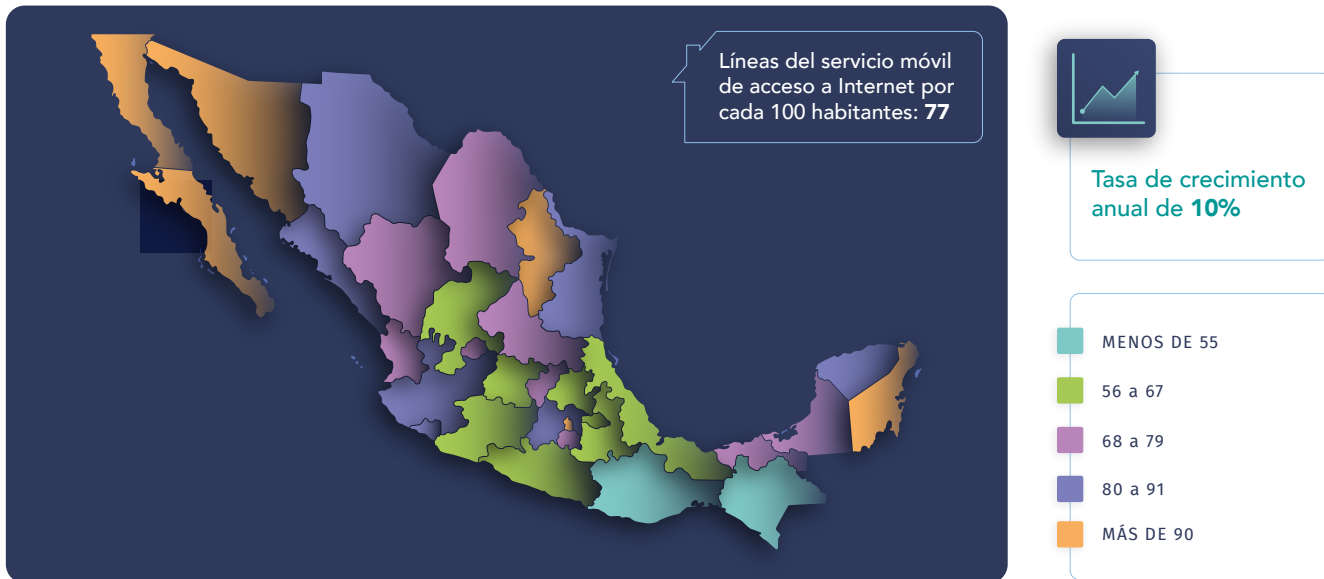 Líneas del servicio móvil
de acceso a Internet por
cada 100 habitantes: 77
Tasa de crecimiento
anual de 10%
MENOS DE 55
56 a 67
68 a 79
80 a 91
MÁS DE 90